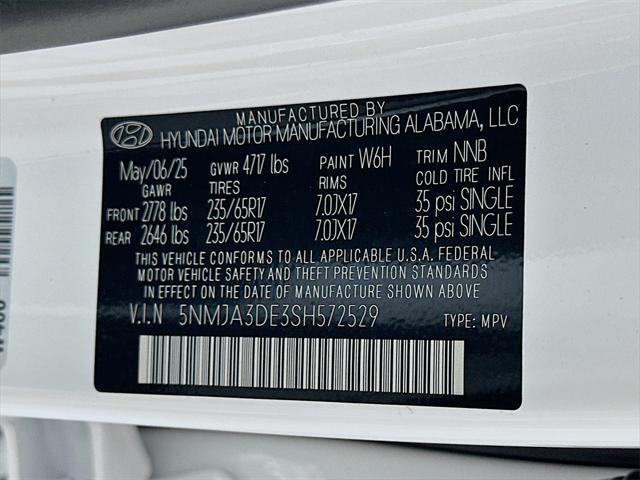 MANUFACTURED BY
HYUNDAI MOTOR MANUFACTURING ALABAMA, LLC
May/06/25 GVWR 4717 lbs PAINT W6H TRIM NNB
GAWR TIRES RIMS COLD TIRE INFL
FRONT 2778 lbs 235/65R17 7.0JX17 35 psi SINGLE
REAR 2646 lbs 235/65R17 7.0JX17 35 psi SINGLE
THIS VEHICLE CONFORMS TO ALL APPLICABLE U.S.A. FEDERAL
MOTOR VEHICLE SAFETY AND THEFT PREVENTION STANDARDS
IN EFFECT ON THE DATE OF MANUFACTURE SHOWN ABOVE.
V.I.N 5NMJA3DE3SH572529 TYPE: MPV